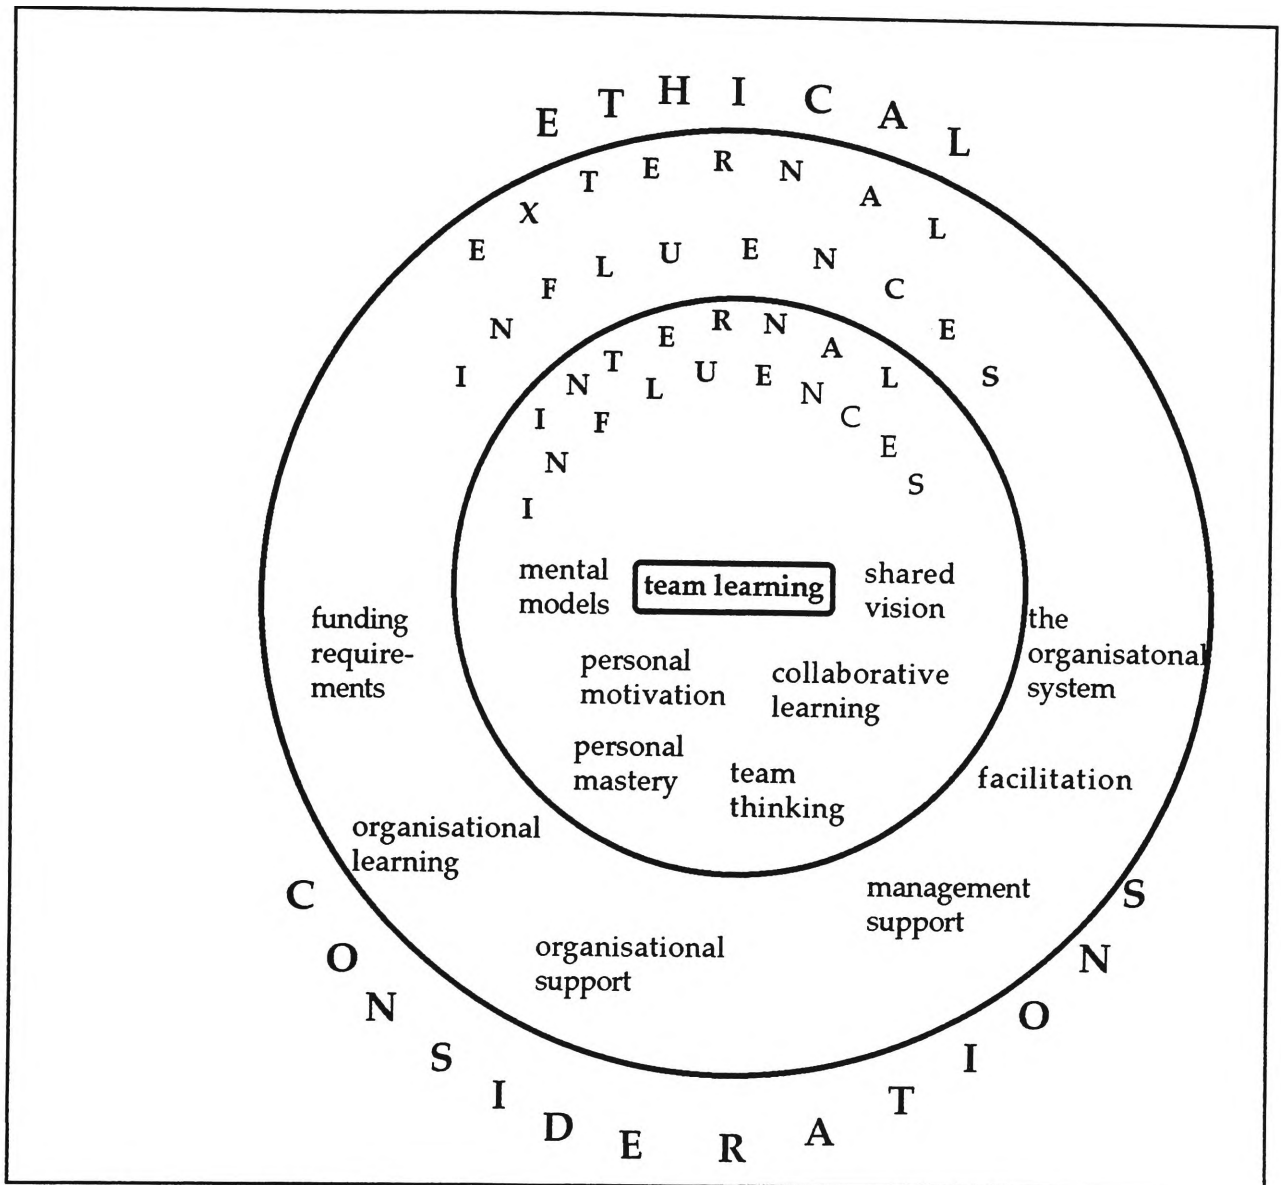 ETHICAL
EXTERNAL
INFLUENCES
INTERNAL
INFLUENCES
mental
models
team learning
shared
vision
funding
require-
ments
the
organisatonal
system
personal
motivation
collaborative
learning
personal
mastery
team
thinking
facilitation
organisational
learning
management
support
organisational
support
CONSIDERATIONS